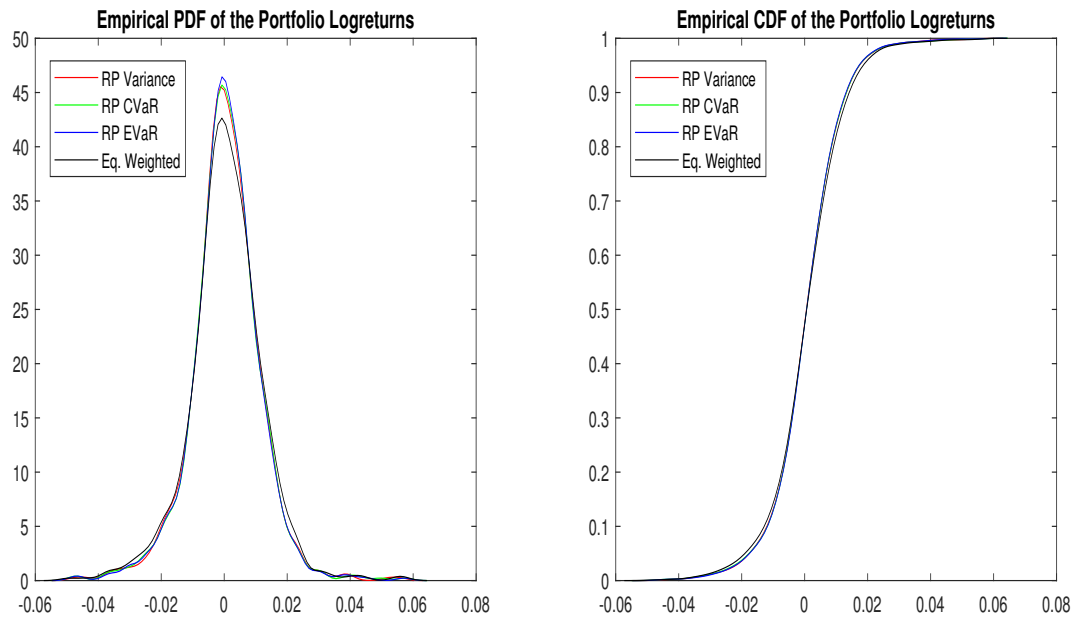 Empirical PDF of the Portfolio Logreturns
50
45
40
35
30
25
20
15
10
5
0
RP Variance
RP CVaR
RP EVaR
Eq. Weighted
-0.06 -0.04 -0.02 0 0.02 0.04 0.06 0.08
Empirical CDF of the Portfolio Logreturns
1
0.9
0.8
0.7
0.6
0.5
0.4
0.3
0.2
0.1
0
RP Variance
RP CVaR
RP EVaR
Eq. Weighted
-0.06 -0.04 -0.02 0 0.02 0.04 0.06 0.08